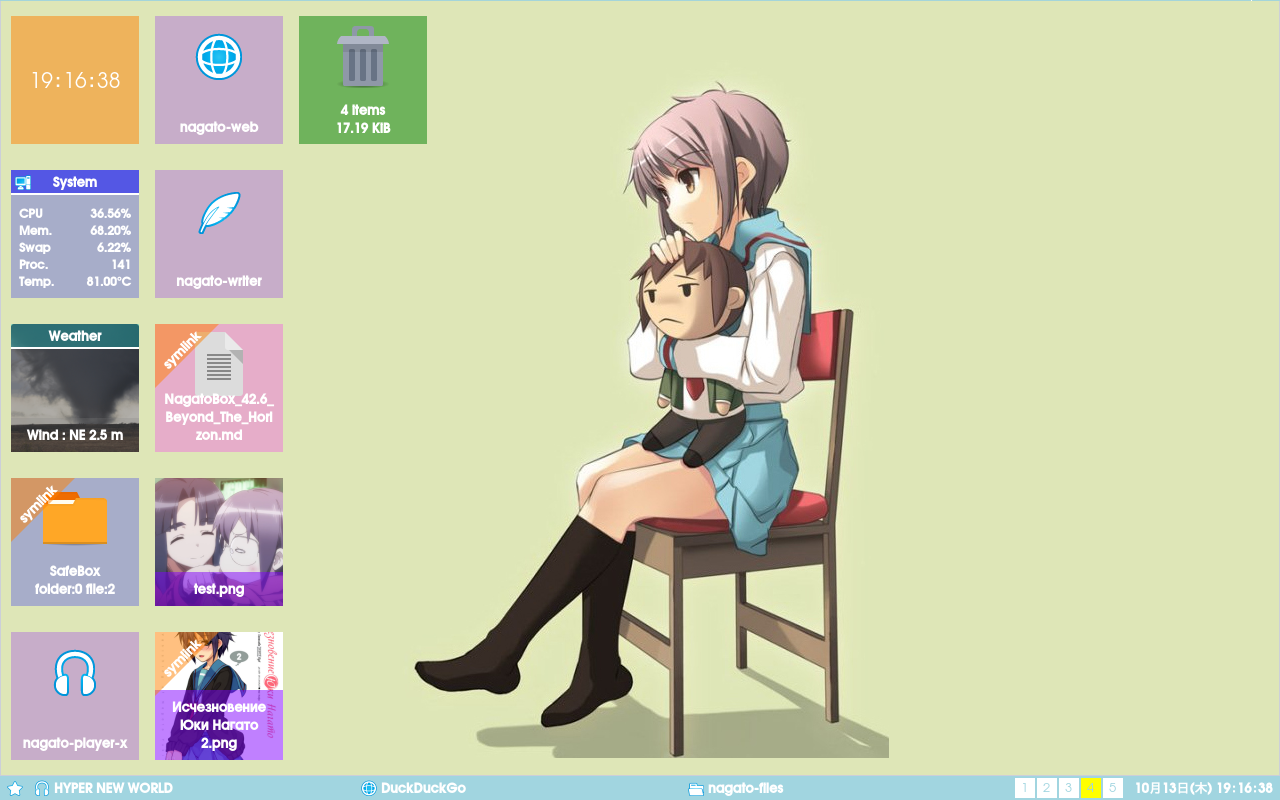 19:16:38
nagato-web
4 Items
17.19 KiB
System
CPU 36.56%
Mem. 68.20%
Swap 6.22%
Proc. 141
Temp. 81.00°C
nagato-writer
Weather
Wind : NE 2.5 m
symlink
NagatoBox_42.6_
Beyond_The_Hori
zon.md
symlink
SafeBox
folder:0 file:2
test.png
nagato-player-x
symlink
2
Исчезновение
Юки Нагато
2.png
HYPER NEW WORLD
DuckDuckGo
nagato-files
1 2 3 4 5
10月13日(木) 19:16:38